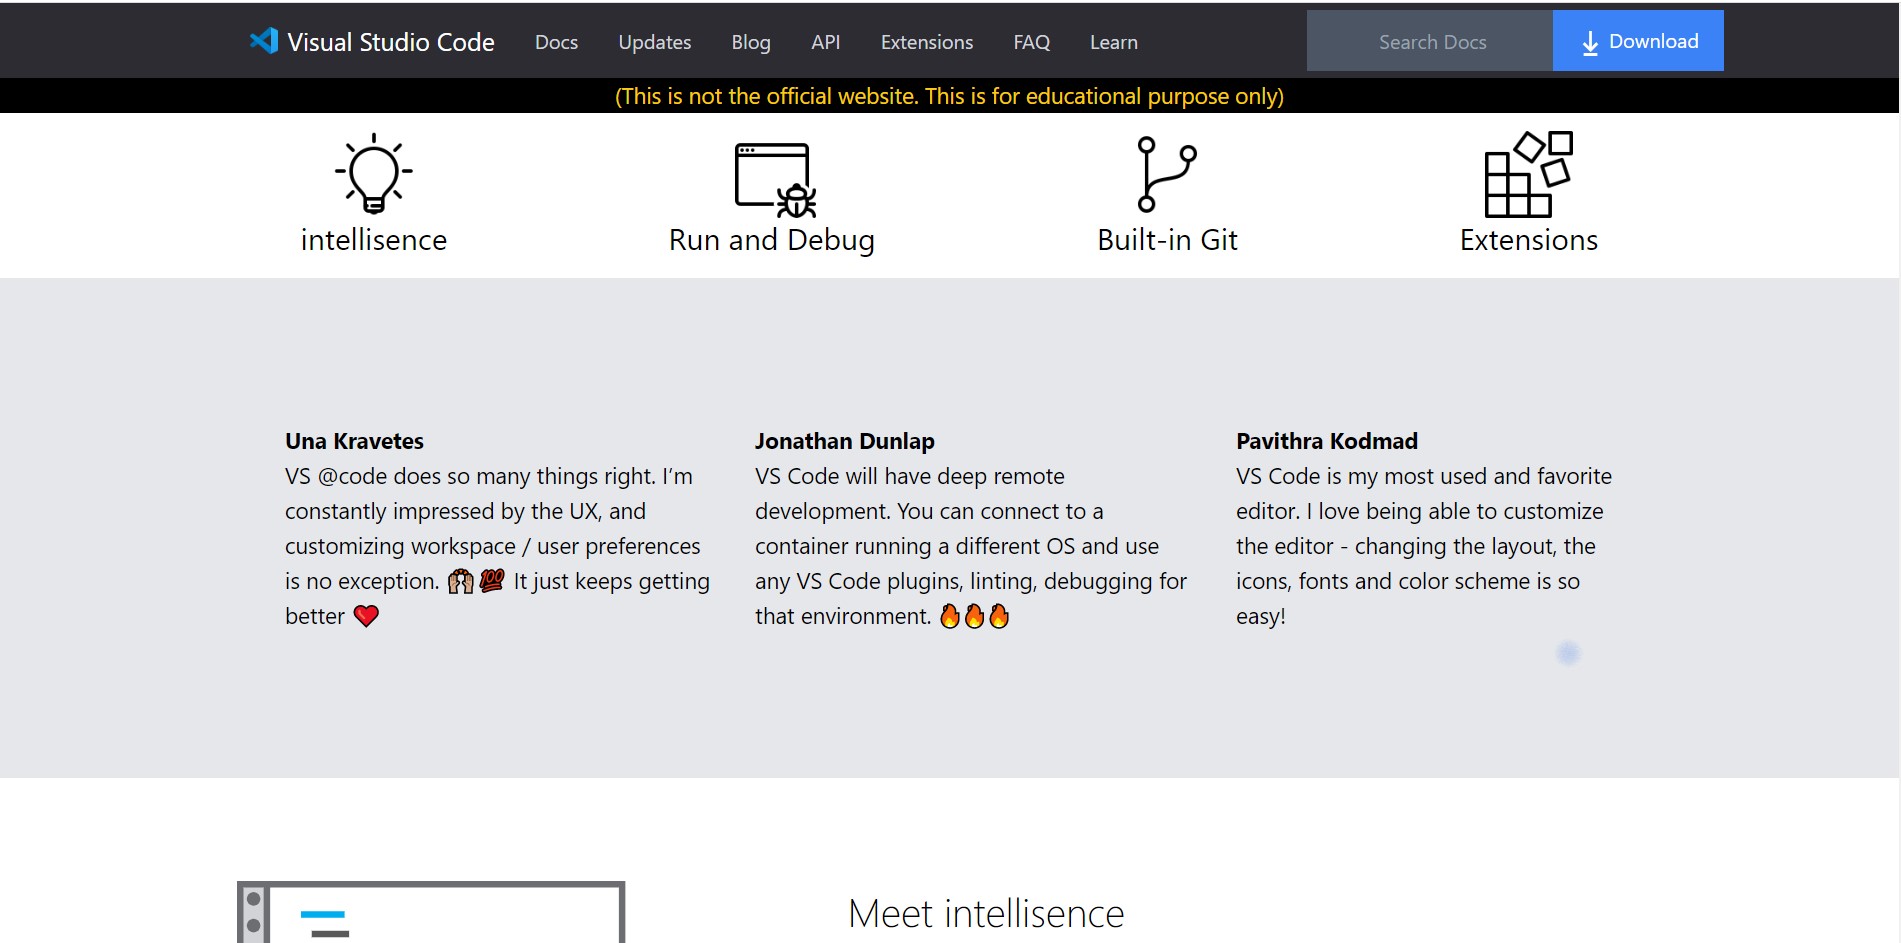 Visual Studio Code Docs Updates Blog API Extensions FAQ Learn Search Docs Download
(This is not the official website. This is for educational purpose only)
intellisence Run and Debug Built-in Git Extensions
Una Kravetes
VS @code does so many things right. I’m
constantly impressed by the UX, and
customizing workspace / user preferences
is no exception. 🙌🏼💯 It just keeps getting
better ❤️
Jonathan Dunlap
VS Code will have deep remote
development. You can connect to a
container running a different OS and use
any VS Code plugins, linting, debugging for
that environment. 🔥🔥🔥
Pavithra Kodmad
VS Code is my most used and favorite
editor. I love being able to customize
the editor - changing the layout, the
icons, fonts and color scheme is so
easy!
Meet intellisence